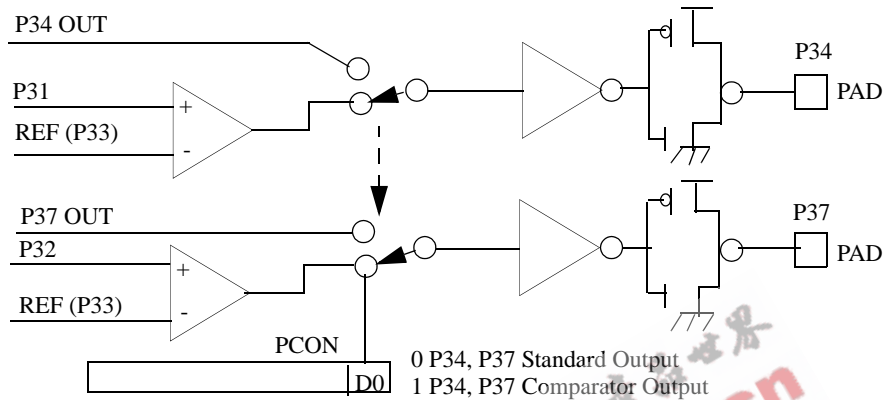 P34 OUT
P34
P31
+
PAD
REF (P33)
-
P37 OUT
P37
P32
+
PAD
REF (P33)
-
PCON
0 P34, P37 Standard Output
D0
1 P34, P37 Comparator Output